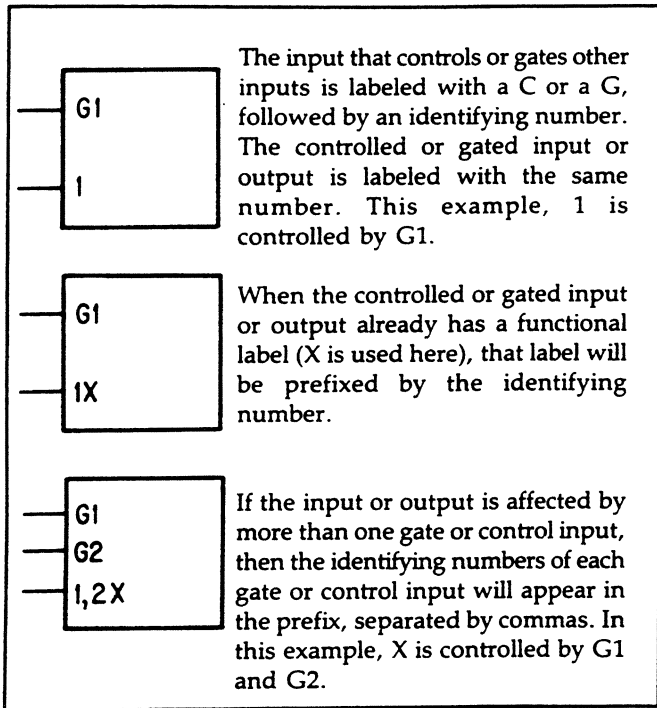 G1
1
The input that controls or gates other
inputs is labeled with a C or a G,
followed by an identifying number.
The controlled or gated input or
output is labeled with the same
number. This example, 1 is
controlled by G1.
G1
1X
When the controlled or gated input
or output already has a functional
label (X is used here), that label will
be prefixed by the identifying
number.
G1
G2
1,2X
If the input or output is affected by
more than one gate or control input,
then the identifying numbers of each
gate or control input will appear in
the prefix, separated by commas. In
this example, X is controlled by G1
and G2.